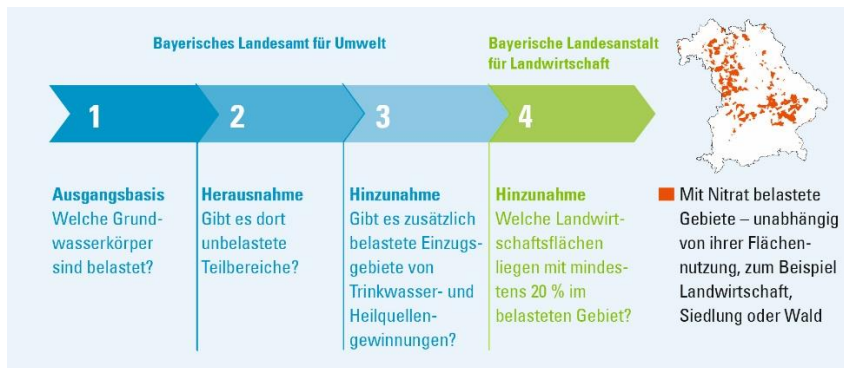 Bayerisches Landesamt für Umwelt
Bayerische Landesanstalt
für Landwirtschaft
1
2
3
4
Ausgangsbasis
Welche Grund-
wasserkörper
sind belastet?
Herausnahme
Gibt es dort
unbelastete
Teilbereiche?
Hinzunahme
Gibt es zusätzlich
belastete Einzugs-
gebiete von
Trinkwasser- und
Heilquellen-
gewinnungen?
Hinzunahme
Welche Landwirt-
schaftsflächen
liegen mit mindes-
tens 20 % im
belasteten Gebiet?
Mit Nitrat belastete
Gebiete – unabhängig
von ihrer Flächen-
nutzung, zum Beispiel
Landwirtschaft,
Siedlung oder Wald